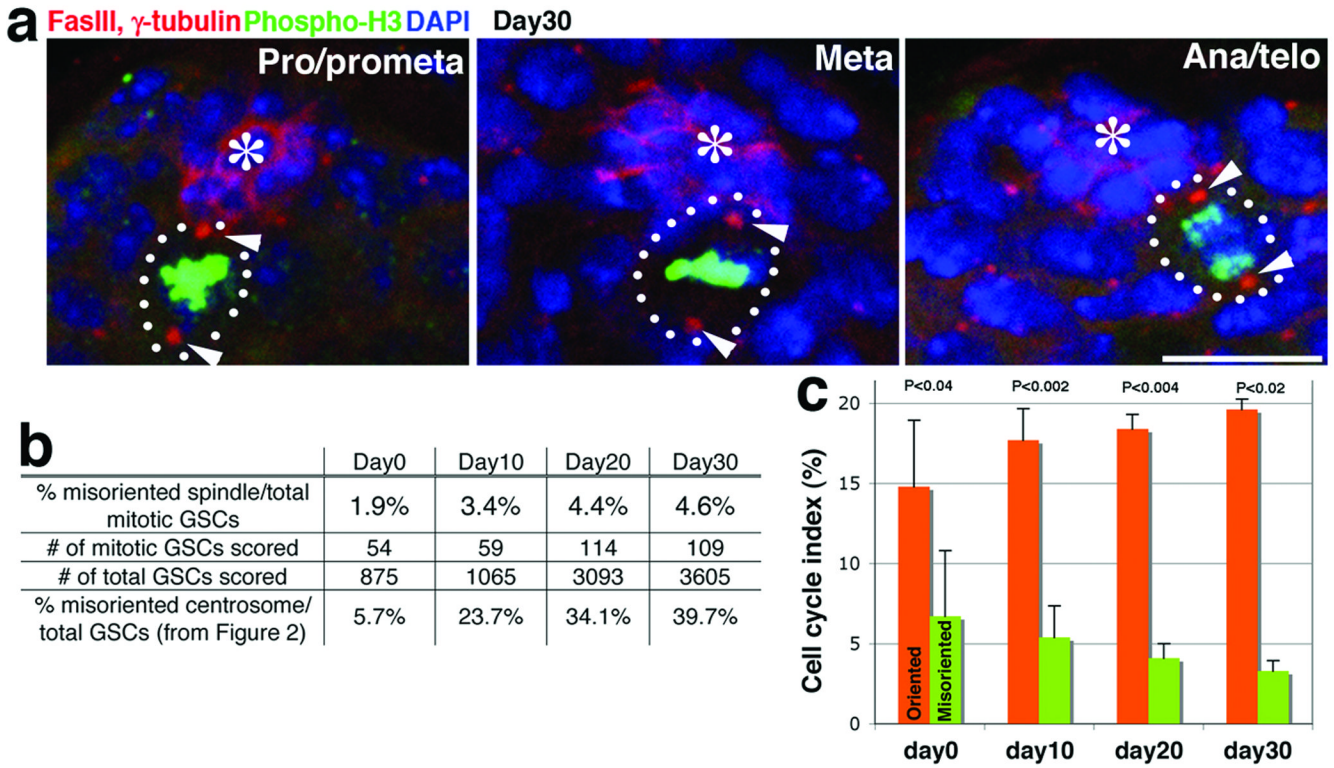 a FasIII, γ-tubulin Phospho-H3 DAPI Day30
Pro/prometa Meta Ana/telo
* * *
b
Day0 Day10 Day20 Day30
% misoriented spindle/total
mitotic GSCs 1.9% 3.4% 4.4% 4.6%
# of mitotic GSCs scored 54 59 114 109
# of total GSCs scored 875 1065 3093 3605
% misoriented centrosome/
total GSCs (from Figure 2) 5.7% 23.7% 34.1% 39.7%
c
P<0.04 P<0.002 P<0.004 P<0.02
Cell cycle index (%)
20
15
10
5
0
Oriented
Misoriented
day0 day10 day20 day30